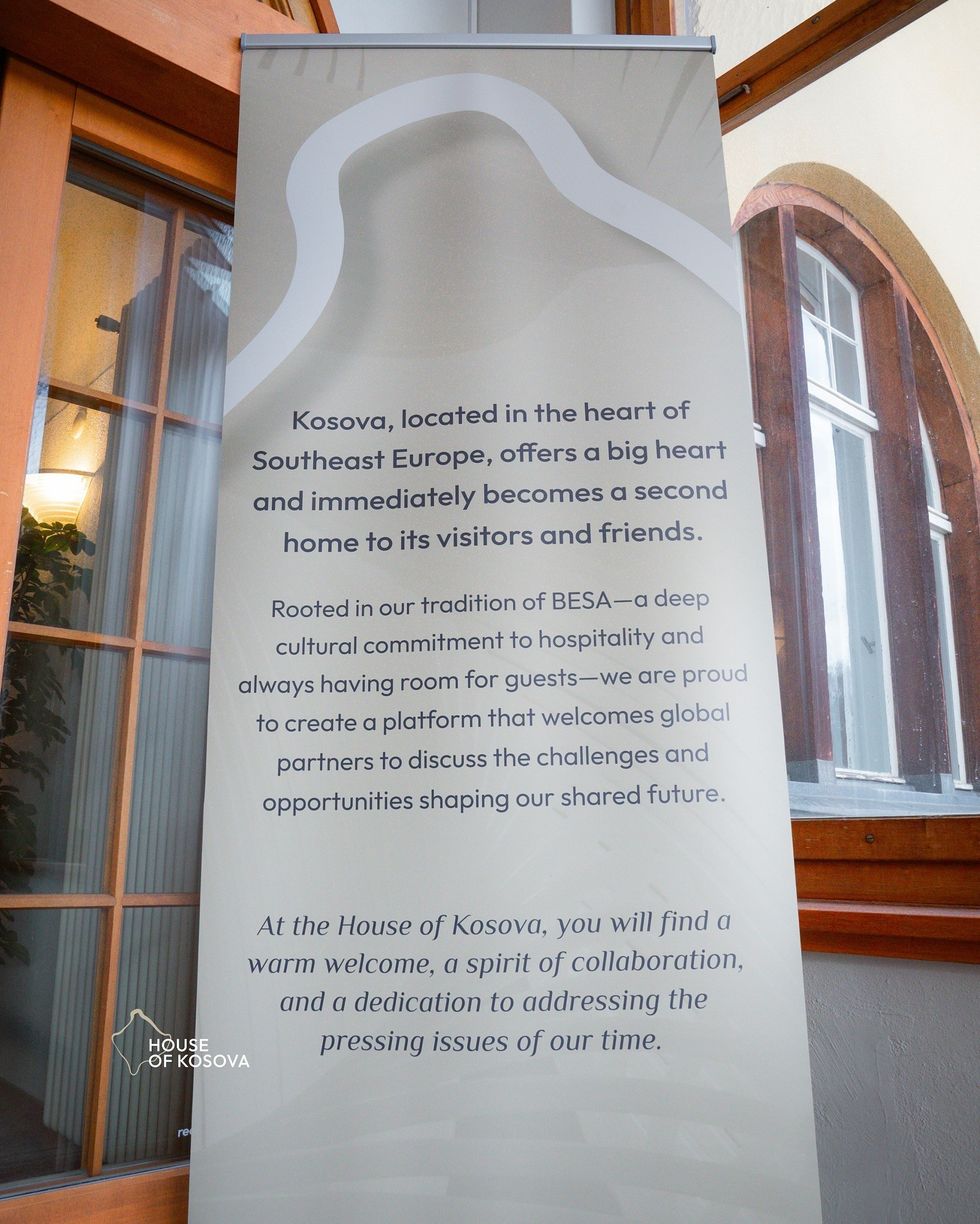 Kosova, located in the heart of
Southeast Europe, offers a big heart
and immediately becomes a second
home to its visitors and friends.
Rooted in our tradition of BESA—a deep
cultural commitment to hospitality and
always having room for guests—we are proud
to create a platform that welcomes global
partners to discuss the challenges and
opportunities shaping our shared future.
At the House of Kosova, you will find a
warm welcome, a spirit of collaboration,
and a dedication to addressing the
pressing issues of our time.
HOUSE
OF KOSOVA